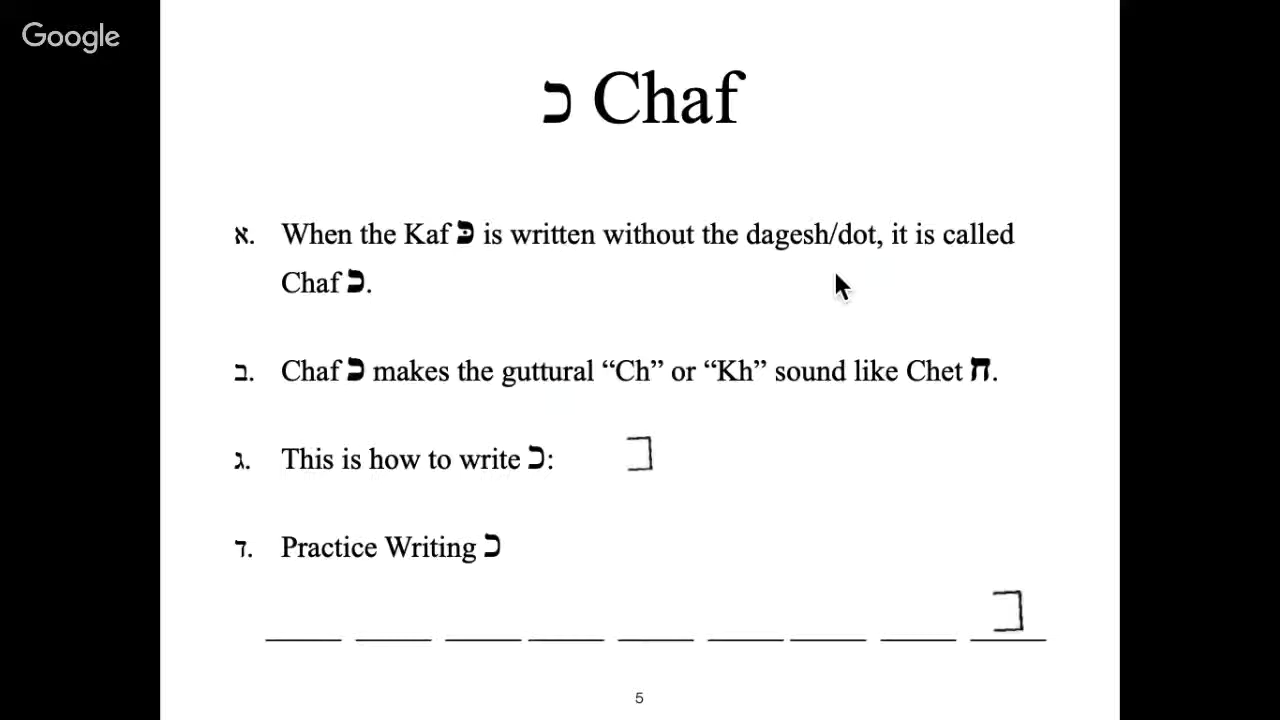 Google
כ Chaf
א. When the Kaf כּ is written without the dagesh/dot, it is called
Chaf כ.
ב. Chaf כ makes the guttural “Ch” or “Kh” sound like Chet ח.
ג. This is how to write כ: כ
ד. Practice Writing כ
כ
5